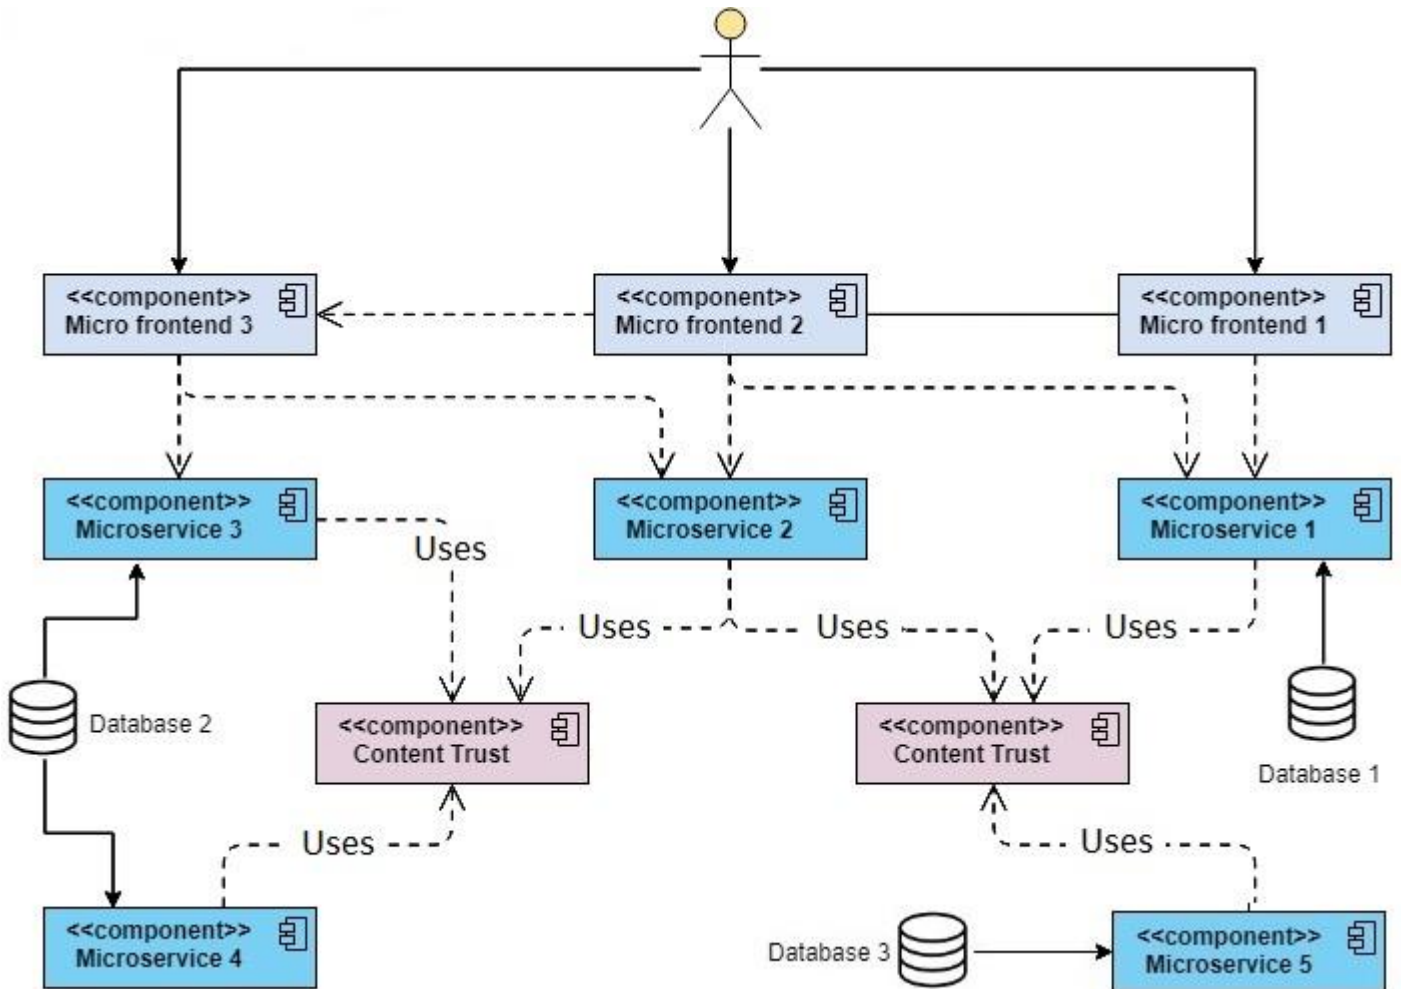 <<component>>
Micro frontend 3
<<component>>
Micro frontend 2
<<component>>
Micro frontend 1
<<component>>
Microservice 3
<<component>>
Microservice 2
<<component>>
Microservice 1
Uses
Uses
Uses
Uses
Database 2
<<component>>
Content Trust
<<component>>
Content Trust
Database 1
Uses
Uses
<<component>>
Microservice 4
Database 3
<<component>>
Microservice 5